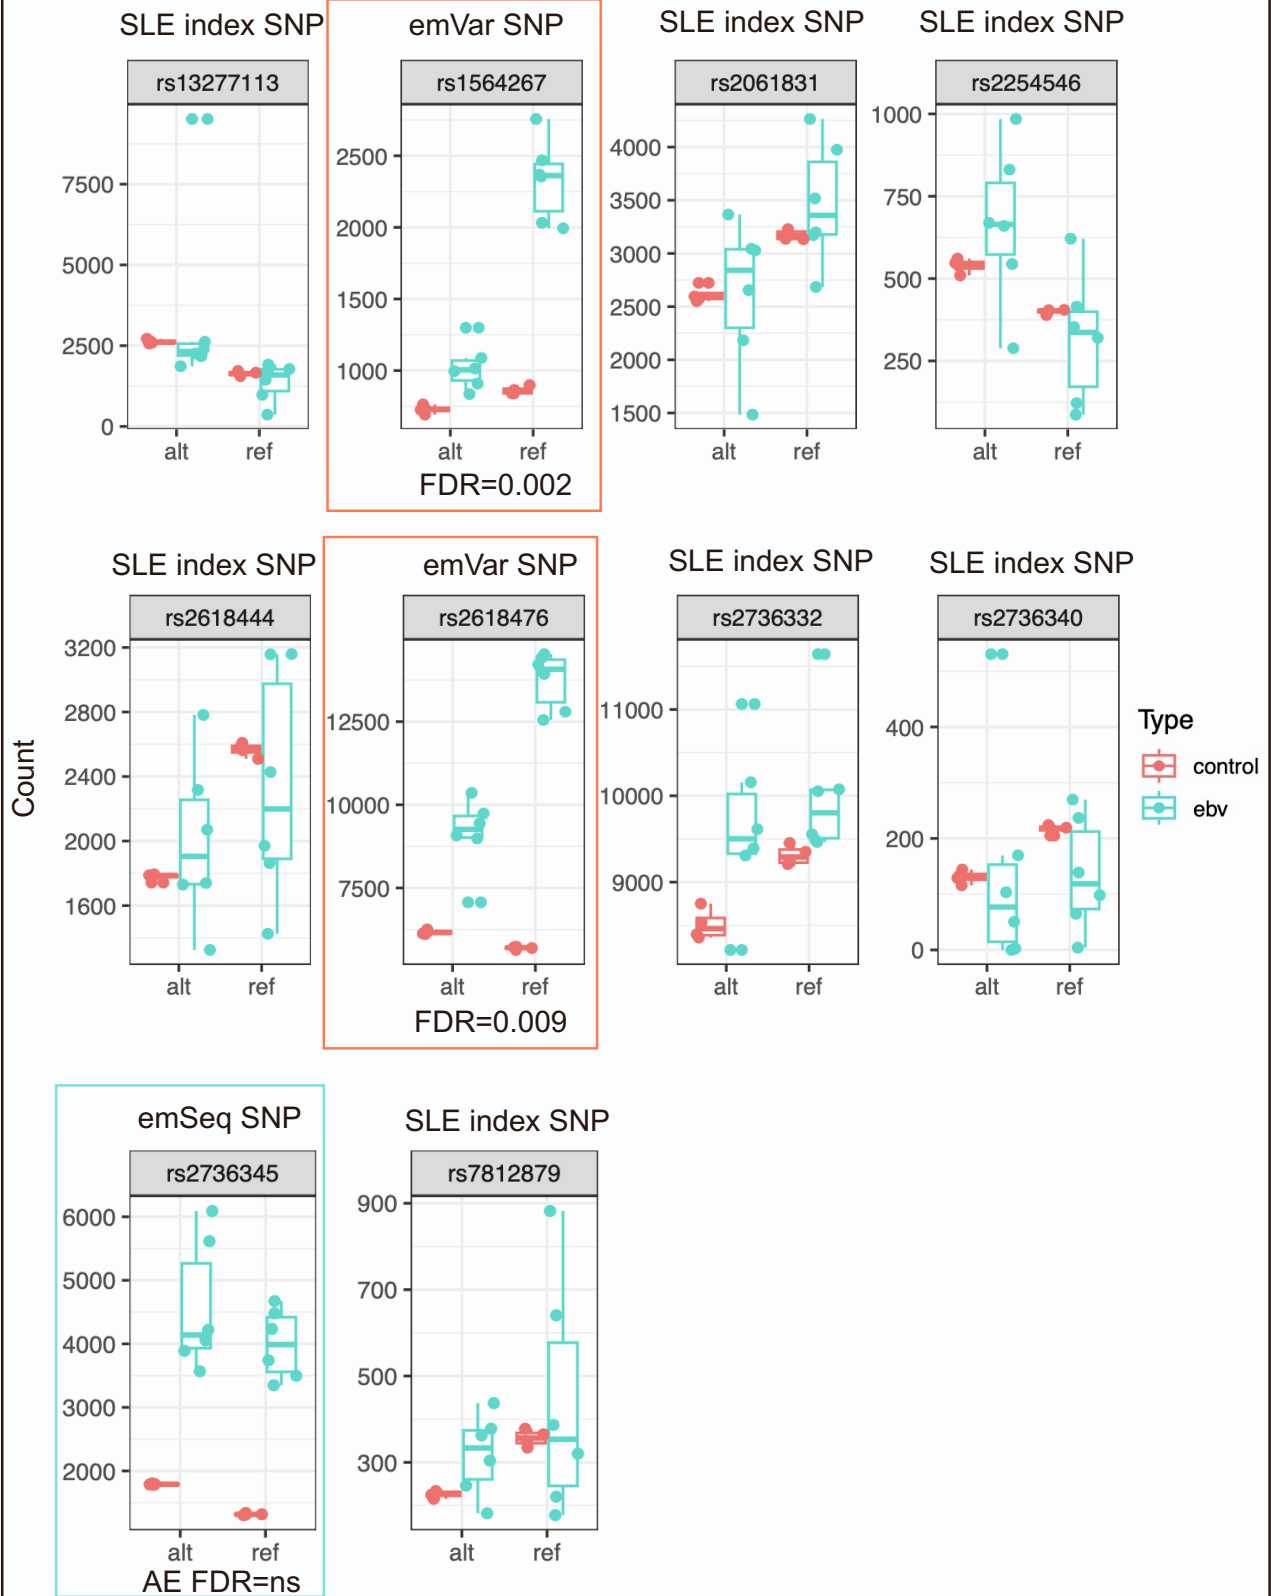 SLE index SNP
emVar SNP
SLE index SNP
SLE index SNP
rs13277113
rs1564267
rs2061831
rs2254546
7500
5000
2500
0
alt
ref
2500
2000
1500
1000
alt
ref
FDR=0.002
4000
3500
3000
2500
2000
1500
alt
ref
1000
750
500
250
alt
ref
Count
SLE index SNP
emVar SNP
SLE index SNP
SLE index SNP
rs2618444
rs2618476
rs2736332
rs2736340
3200
2800
2400
2000
1600
alt
ref
12500
10000
7500
alt
ref
FDR=0.009
11000
10000
9000
alt
ref
400
200
0
alt
ref
Type
control
ebv
emSeq SNP
SLE index SNP
rs2736345
rs7812879
6000
5000
4000
3000
2000
alt
ref
AE FDR=ns
900
700
500
300
alt
ref